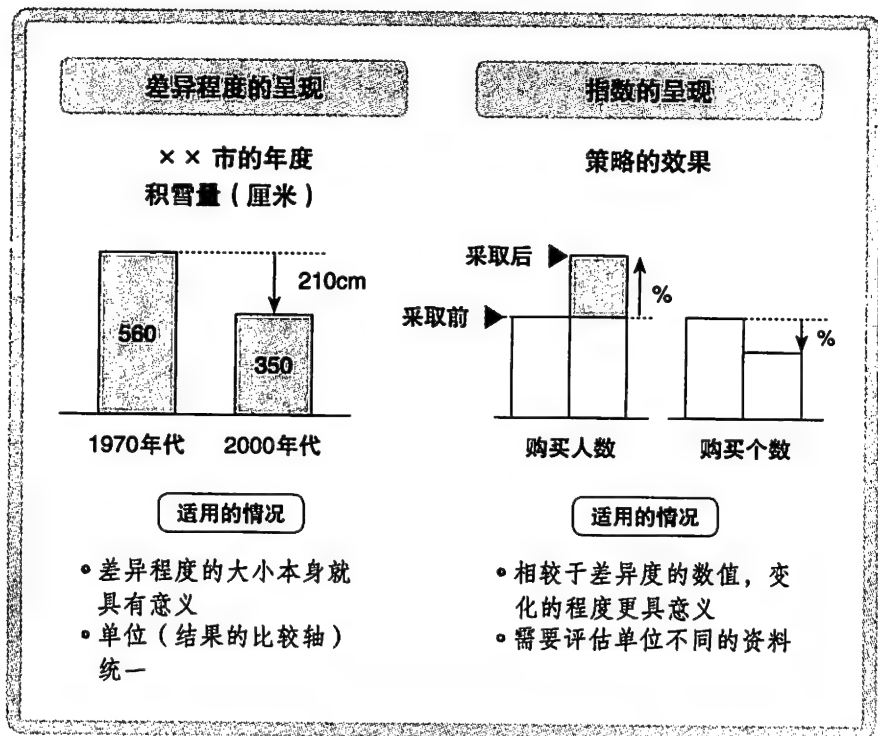 差异程度的呈现
×× 市的年度
积雪量（厘米）
210cm
560
350
1970年代 2000年代
适用的情况
• 差异程度的大小本身就
具有意义
• 单位（结果的比较轴）
统一
指数的呈现
策略的效果
采取后
%
采取前
%
购买人数 购买个数
适用的情况
• 相较于差异度的数值，变
化的程度更具意义
• 需要评估单位不同的资料